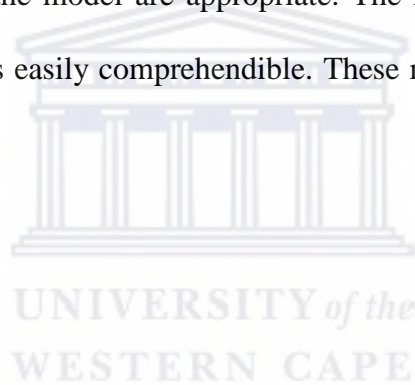 the model are appropriate. The
s easily comprehendible. These
UNIVERSITY of the
WESTERN CAPE